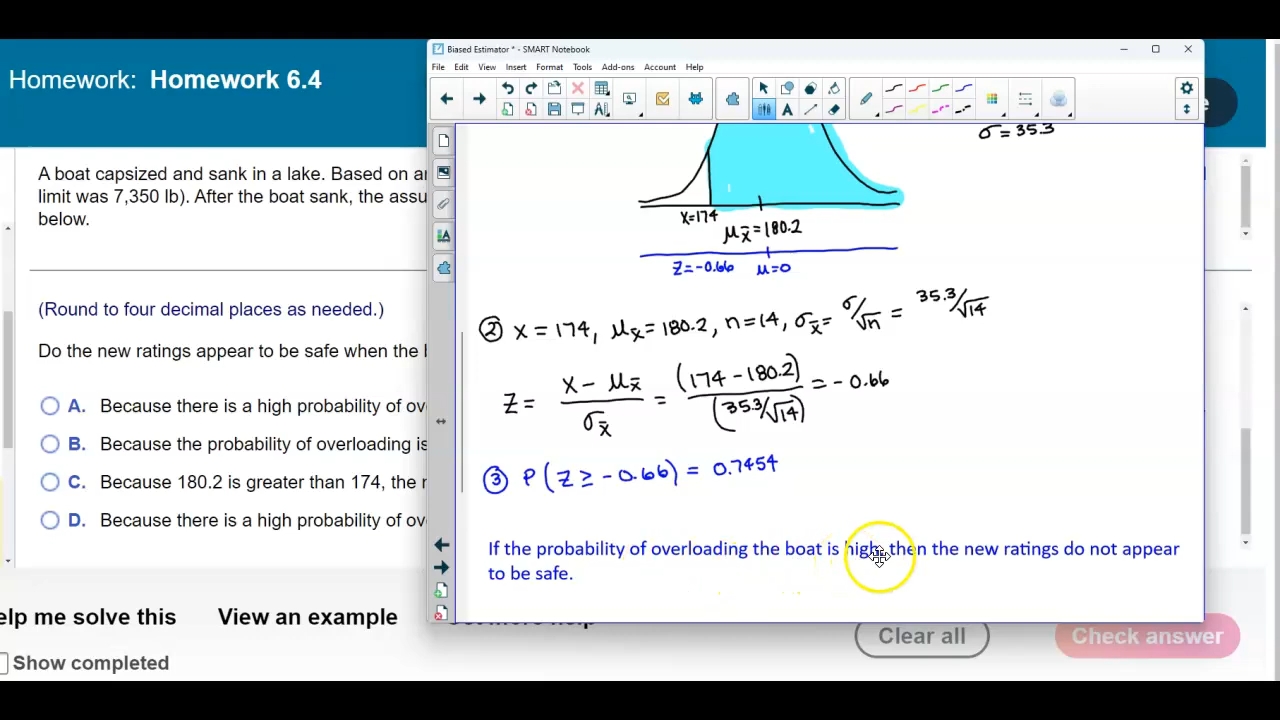 Biased Estimator * - SMART Notebook
File Edit View Insert Format Tools Add-ons Account Help
Homework: Homework 6.4
A boat capsized and sank in a lake. Based on an
limit was 7,350 lb). After the boat sank, the assu
below.
(Round to four decimal places as needed.)
Do the new ratings appear to be safe when the b
A. Because there is a high probability of ov
B. Because the probability of overloading is
C. Because 180.2 is greater than 174, the r
D. Because there is a high probability of ov
View an example
Show completed
Clear all
Check answer
σ = 35.3
x=174
μx̄ = 180.2
z=-0.66 μ=0
② x = 174, μx̄ = 180.2, n = 14, σx̄ = σ/√n = 35.3/√14
z = x - μx̄ / σx̄ = (174 - 180.2) / (35.3/√14) = - 0.66
③ P(z ≥ - 0.66) = 0.7454
If the probability of overloading the boat is high, then the new ratings do not appear
to be safe.